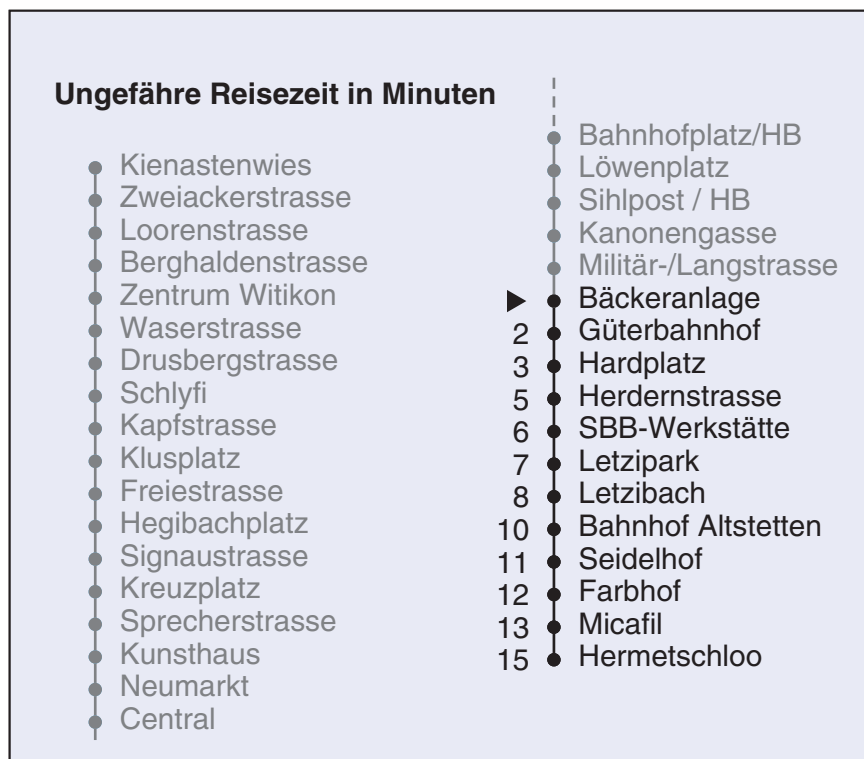 Ungefähre Reisezeit in Minuten
Kienastenwies
Zweiackerstrasse
Loorenstrasse
Berghaldenstrasse
Zentrum Witikon
Waserstrasse
Drusbergstrasse
Schlyfi
Kapfstrasse
Klusplatz
Freiestrasse
Hegibachplatz
Signaustrasse
Kreuzplatz
Sprecherstrasse
Kunsthaus
Neumarkt
Central
Bahnhofplatz/HB
Löwenplatz
Sihlpost / HB
Kanonengasse
Militär-/Langstrasse
Bäckeranlage
2 Güterbahnhof
3 Hardplatz
5 Herdernstrasse
6 SBB-Werkstätte
7 Letzipark
8 Letzibach
10 Bahnhof Altstetten
11 Seidelhof
12 Farbhof
13 Micafil
15 Hermetschloo